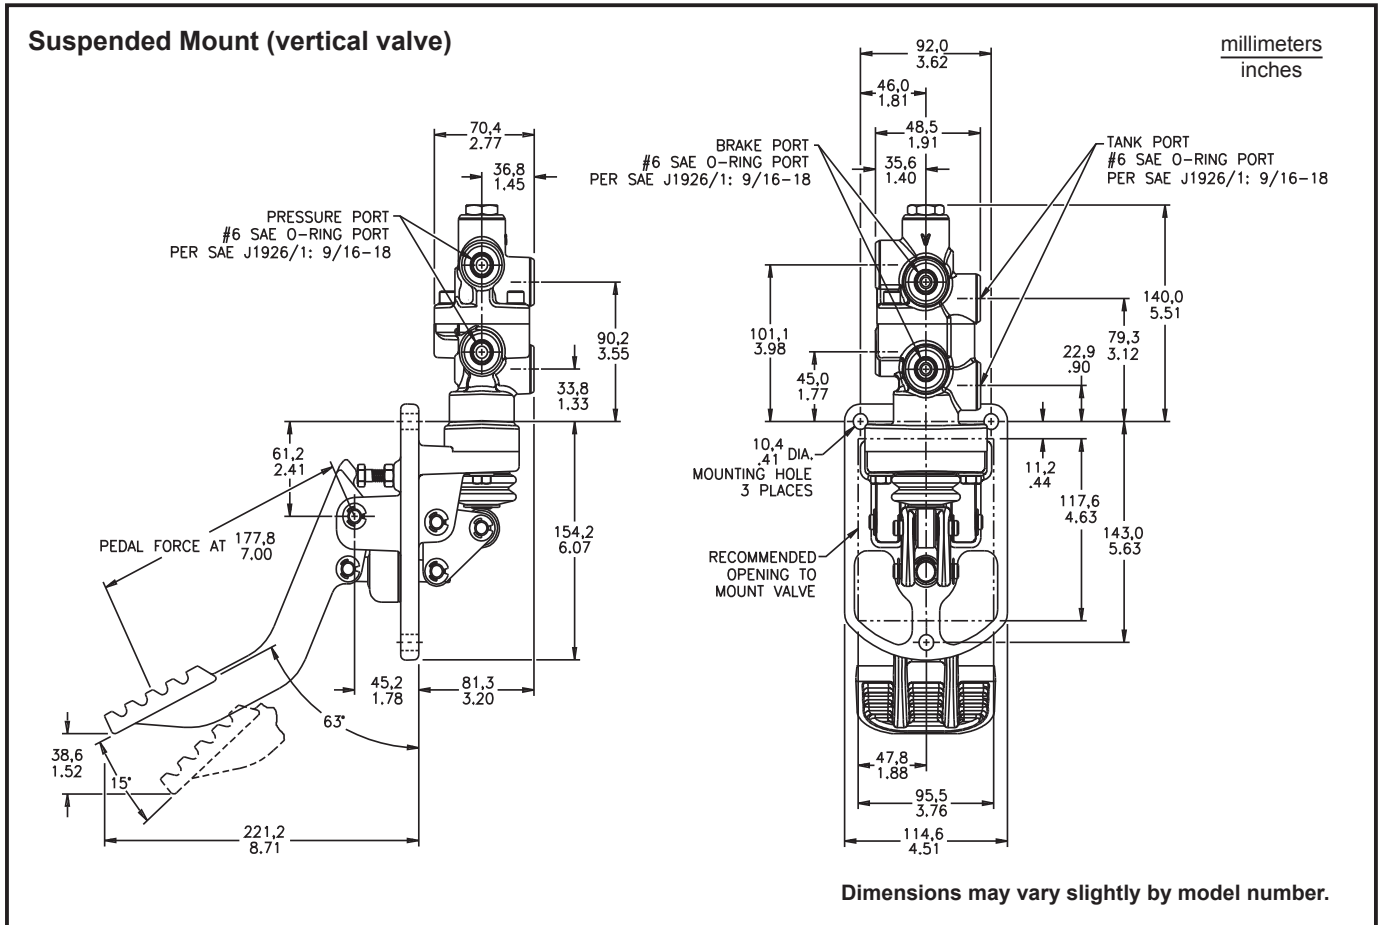 Suspended Mount (vertical valve)
millimeters
inches
92,0
3.62
46,0
1.81
48,5
1.91
35,6
1.40
70,4
2.77
36,8
1.45
BRAKE PORT
#6 SAE O-RING PORT
PER SAE J1926/1: 9/16-18
TANK PORT
#6 SAE O-RING PORT
PER SAE J1926/1: 9/16-18
PRESSURE PORT
#6 SAE O-RING PORT
PER SAE J1926/1: 9/16-18
90,2
3.55
33,8
1.33
101,1
3.98
45,0
1.77
140,0
5.51
79,3
3.12
22,9
.90
61,2
2.41
10,4
.41 DIA.
MOUNTING HOLE
3 PLACES
11,2
.44
117,6
4.63
143,0
5.63
PEDAL FORCE AT 177,8
7.00
154,2
6.07
RECOMMENDED
OPENING TO
MOUNT VALVE
45,2
1.78
81,3
3.20
63°
38,6
1.52
15°
221,2
8.71
47,8
1.88
95,5
3.76
114,6
4.51
Dimensions may vary slightly by model number.